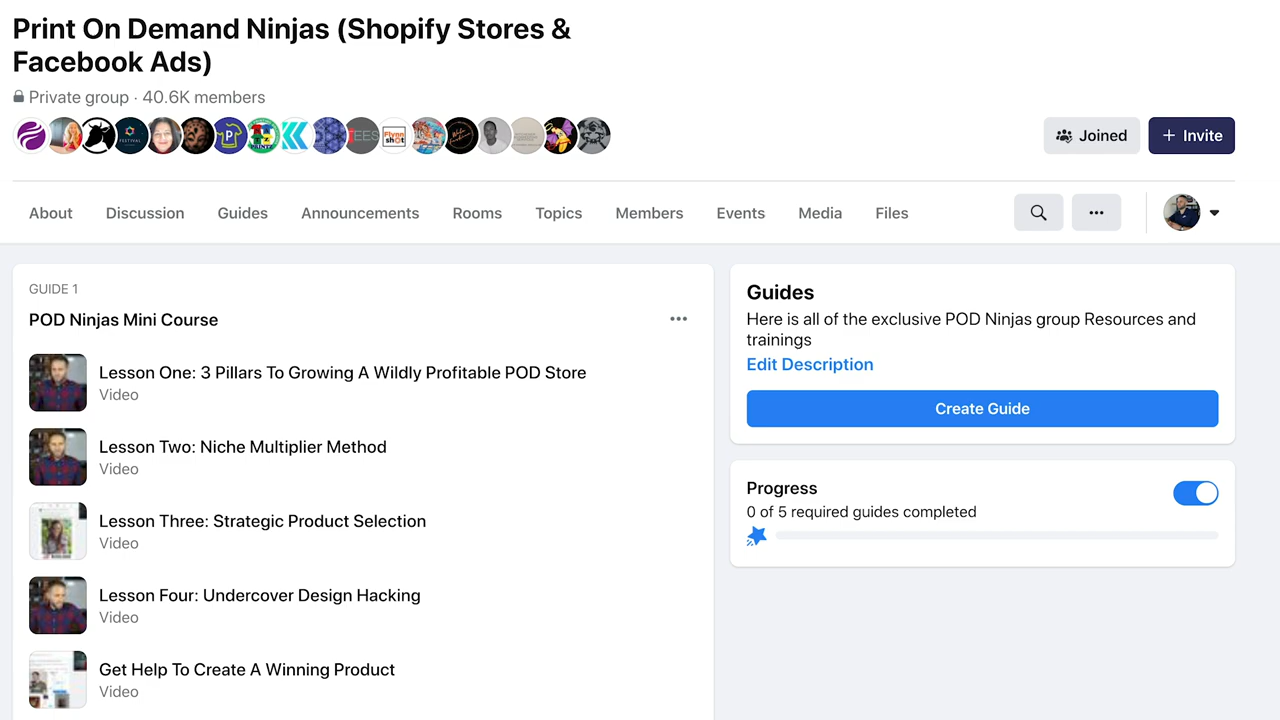 Print On Demand Ninjas (Shopify Stores &
Facebook Ads)
Private group · 40.6K members
P
TEES
Joined
+ Invite
About
Discussion
Guides
Announcements
Rooms
Topics
Members
Events
Media
Files
GUIDE 1
POD Ninjas Mini Course
Lesson One: 3 Pillars To Growing A Wildly Profitable POD Store
Video
Lesson Two: Niche Multiplier Method
Video
Lesson Three: Strategic Product Selection
Video
Lesson Four: Undercover Design Hacking
Video
Get Help To Create A Winning Product
Video
Guides
Here is all of the exclusive POD Ninjas group Resources and
trainings
Edit Description
Create Guide
Progress
0 of 5 required guides completed